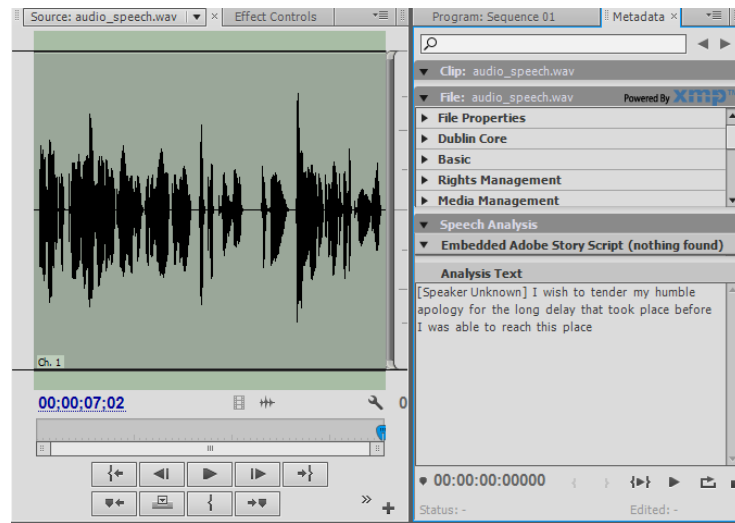 Source: audio_speech.wav
Effect Controls
Ch. 1
00;00;07;02
0
Program: Sequence 01
Metadata
Clip: audio_speech.wav
File: audio_speech.wav Powered By xmp
File Properties
Dublin Core
Basic
Rights Management
Media Management
Speech Analysis
Embedded Adobe Story Script (nothing found)
Analysis Text
[Speaker Unknown] I wish to tender my humble
apology for the long delay that took place before
I was able to reach this place
00:00:00:00000
Status: -
Edited: -